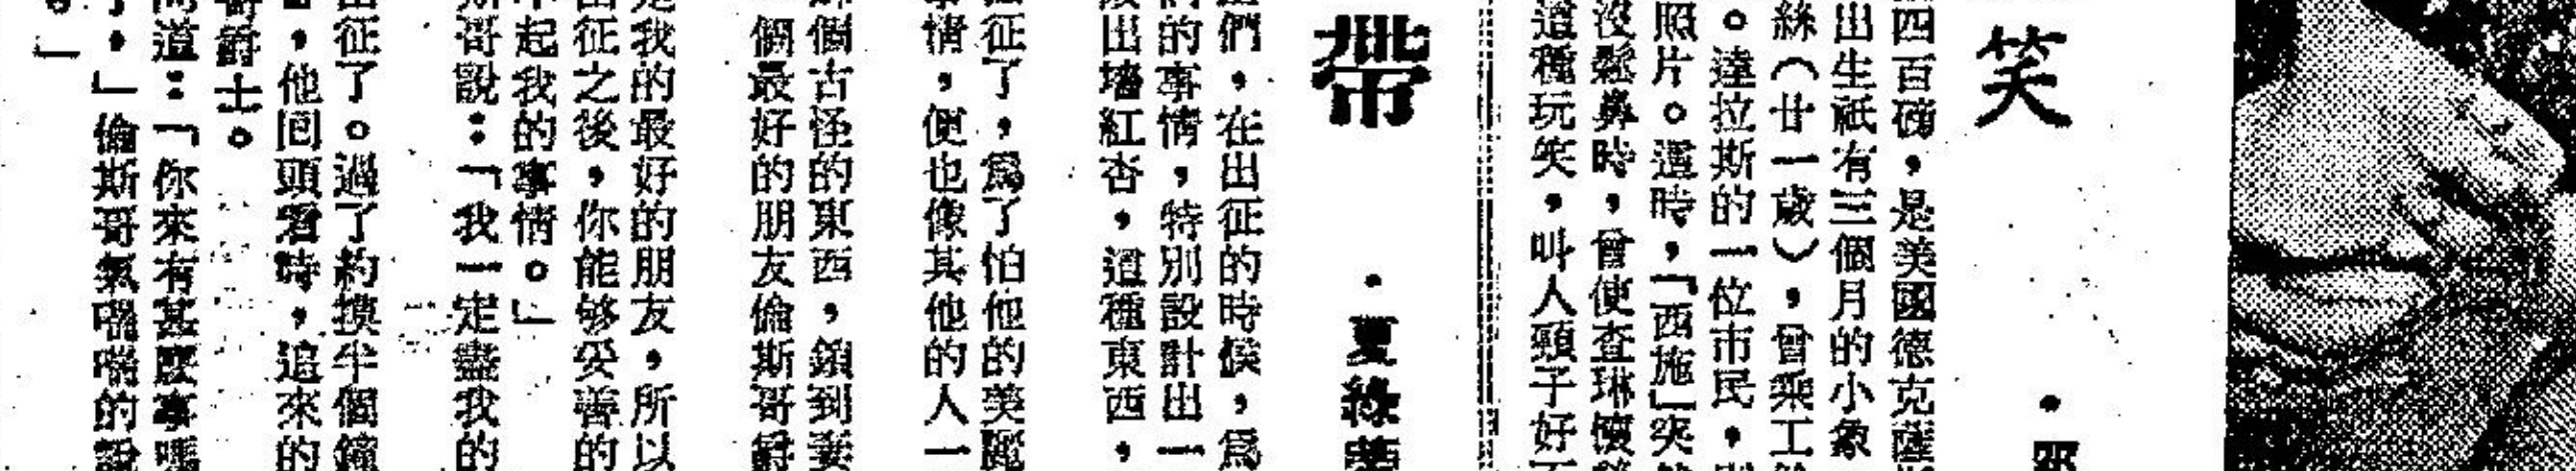 笑
•
四百磅，是美國德克薩
出生祇有三個月的小象
絲（廿一歲），曾乘工
。達拉斯的一位市民，
照片。這時，「西施」突
沒鬆鼻時，曾使查琳
這種玩笑，叫人頸子好
帶
•夏綠蒂
們，在出征的時候，爲
的事情，特別設計出一
出墻紅杏，這種東西，
征了，爲了怕他的美麗
事情，便也像其他的人一
個古怪的東西，鎖到妻
個最好的朋友倫斯哥爵
是我的最好的朋友，所以
出征之後，你能够妥善的
不起我的事情。」
斯哥說：「我一定盡我的
出征了。過了約摸半個鐘
，他回頭看時，追來的
哥爵士。
問道：「你來有甚麼事嗎
了，」倫斯哥氣喘喘的說
。」